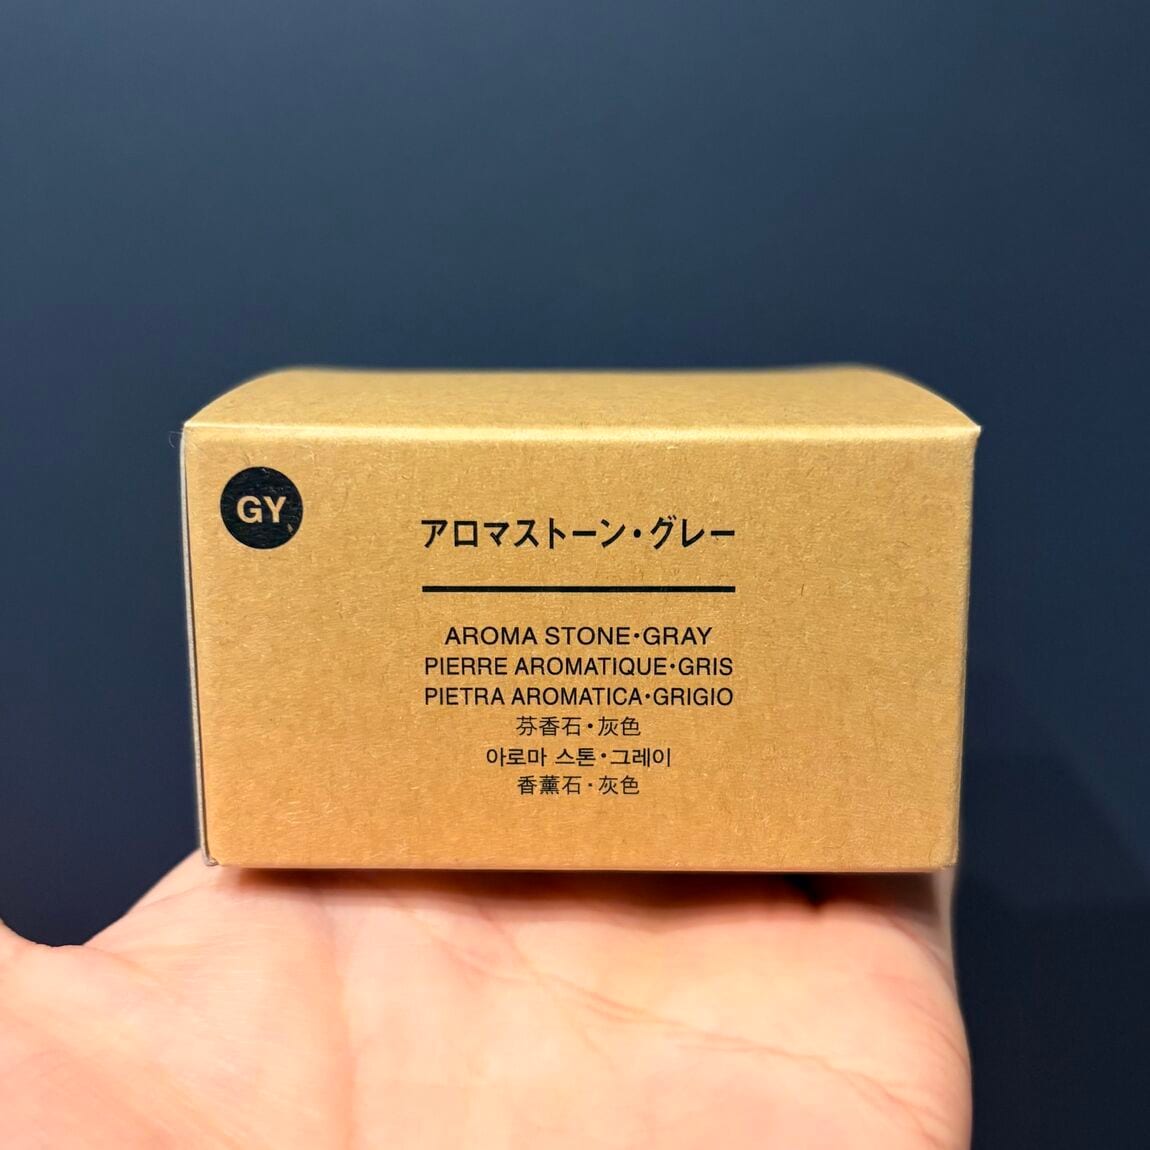 GY
アロマストーン・グレー
AROMA STONE・GRAY
PIERRE AROMATIQUE・GRIS
PIETRA AROMATICA・GRIGIO
芬香石・灰色
아로마 스톤・그레이
香薰石・灰色